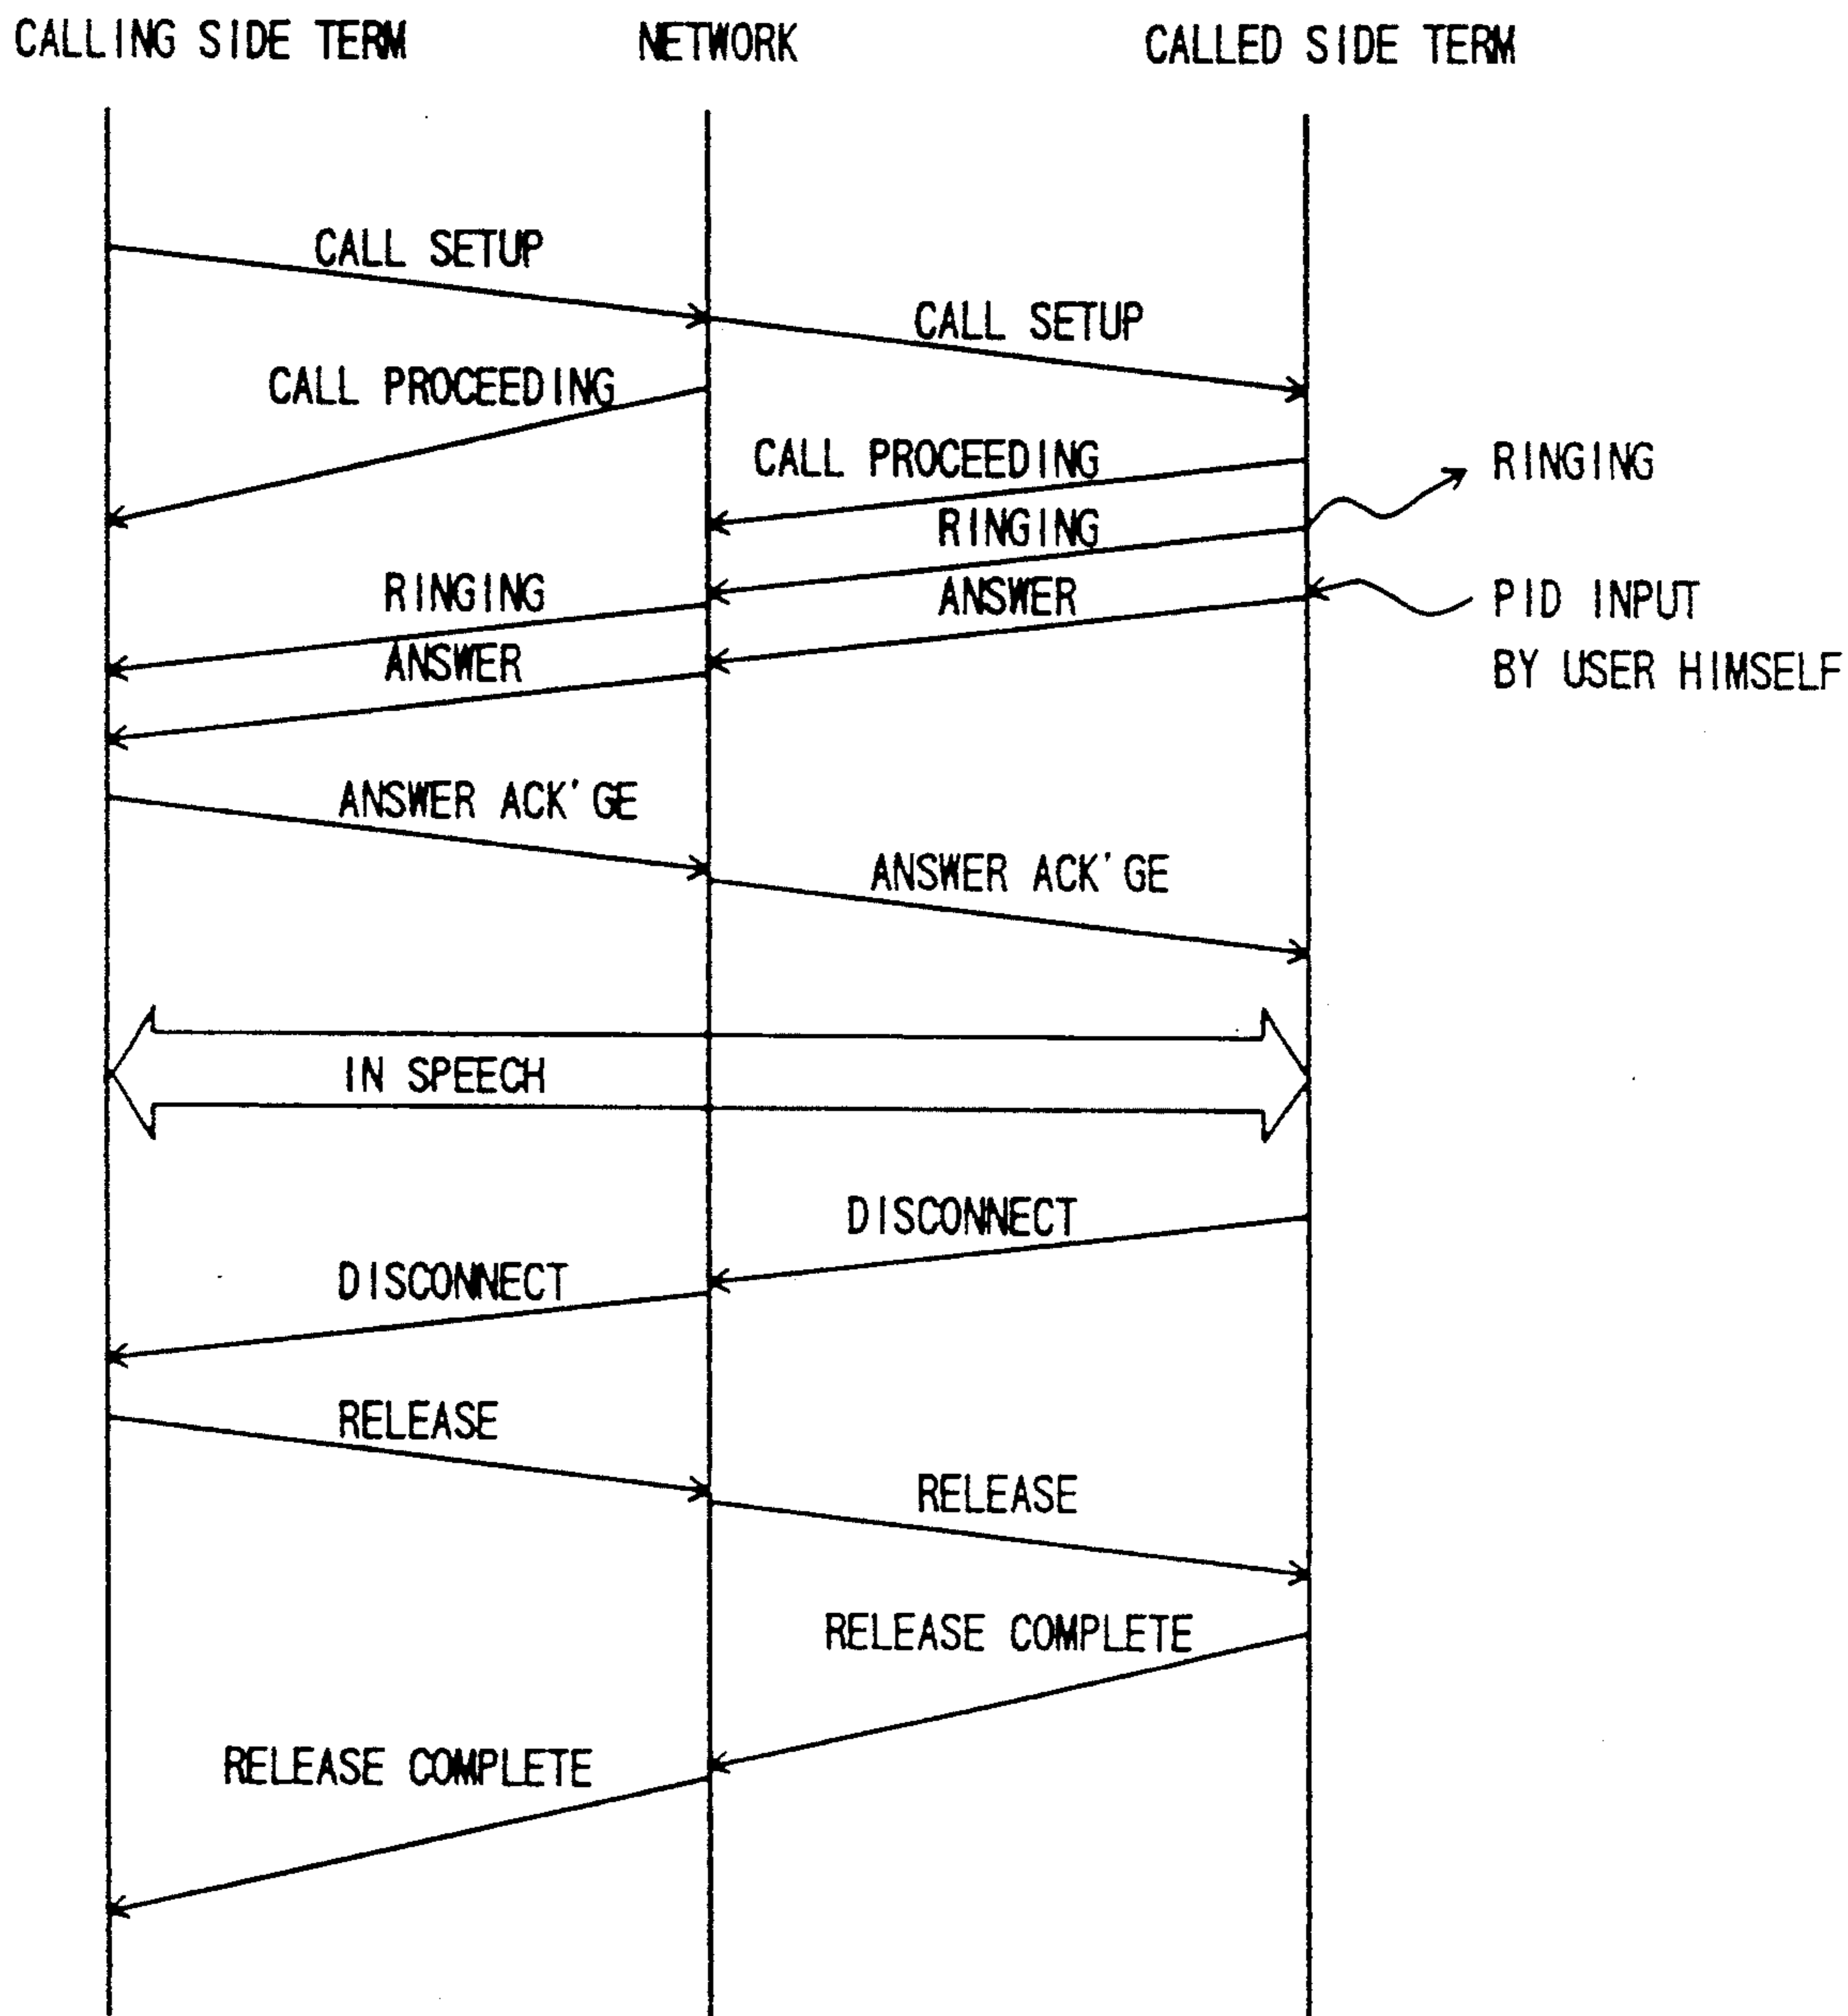 CALLING SIDE TERM
NETWORK
CALLED SIDE TERM
CALL SETUP
CALL SETUP
CALL PROCEEDING
CALL PROCEEDING
RINGING
RINGING
RINGING
ANSWER
PID INPUT
BY USER HIMSELF
ANSWER
ANSWER ACK'GE
ANSWER ACK'GE
IN SPEECH
DISCONNECT
DISCONNECT
RELEASE
RELEASE
RELEASE COMPLETE
RELEASE COMPLETE